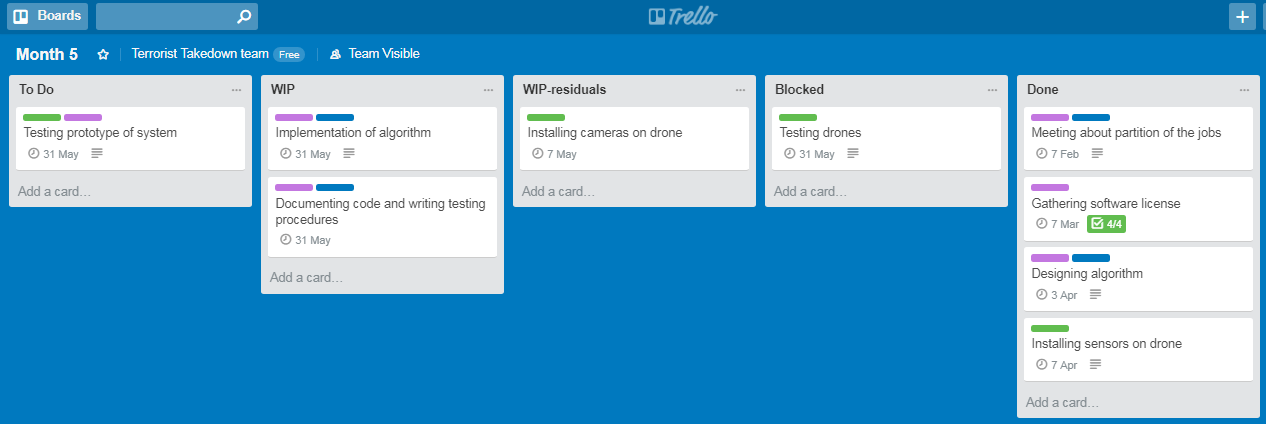 Boards
Trello
+
Month 5
Terrorist Takedown team Free
Team Visible
To Do ...
Testing prototype of system
31 May
Add a card...
WIP ...
Implementation of algorithm
31 May
Documenting code and writing testing
procedures
31 May
Add a card...
WIP-residuals ...
Installing cameras on drone
7 May
Add a card...
Blocked ...
Testing drones
31 May
Add a card...
Done ...
Meeting about partition of the jobs
7 Feb
Gathering software license
7 Mar 4/4
Designing algorithm
3 Apr
Installing sensors on drone
7 Apr
Add a card...